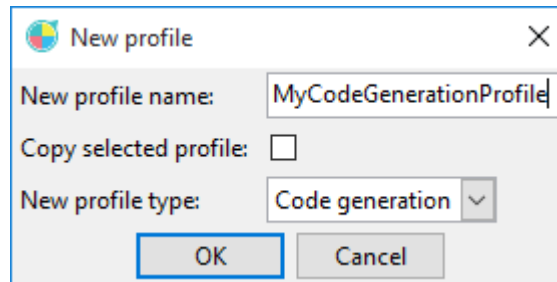 New profile
New profile name: MyCodeGenerationProfile
Copy selected profile:
New profile type: Code generation
OK Cancel